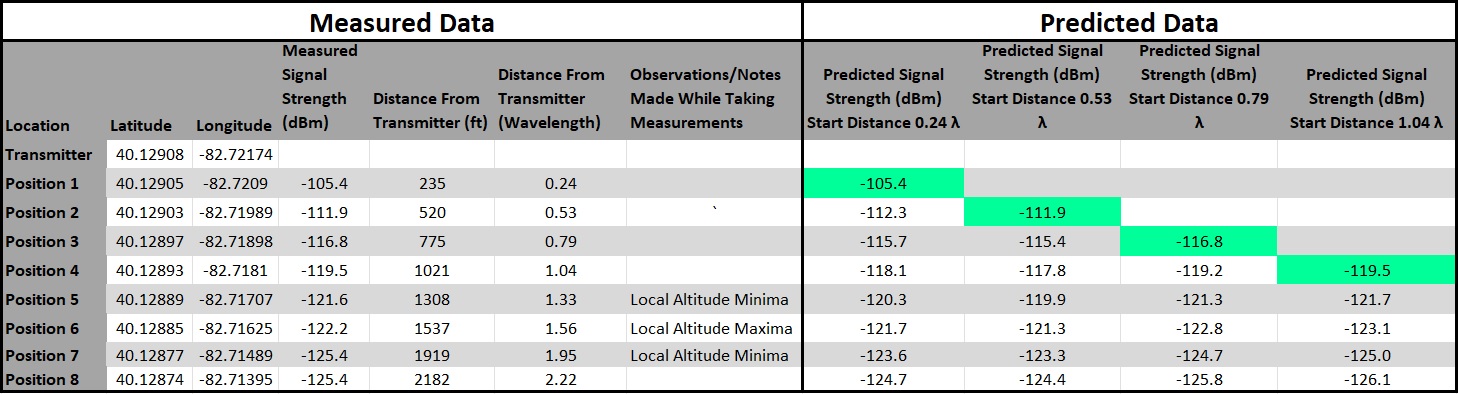 Measured Data Predicted Data
Location Latitude Longitude Measured Signal Strength (dBm) Distance From Transmitter (ft) Distance From Transmitter (Wavelength) Observations/Notes Made While Taking Measurements Predicted Signal Strength (dBm) Start Distance 0.24 λ Predicted Signal Strength (dBm) Start Distance 0.53 λ Predicted Signal Strength (dBm) Start Distance 0.79 λ Predicted Signal Strength (dBm) Start Distance 1.04 λ
Transmitter 40.12908 -82.72174
Position 1 40.12905 -82.7209 -105.4 235 0.24 -105.4
Position 2 40.12903 -82.71989 -111.9 520 0.53 ` -112.3 -111.9
Position 3 40.12897 -82.71898 -116.8 775 0.79 -115.7 -115.4 -116.8
Position 4 40.12893 -82.7181 -119.5 1021 1.04 -118.1 -117.8 -119.2 -119.5
Position 5 40.12889 -82.71707 -121.6 1308 1.33 Local Altitude Minima -120.3 -119.9 -121.3 -121.7
Position 6 40.12885 -82.71625 -122.2 1537 1.56 Local Altitude Maxima -121.7 -121.3 -122.8 -123.1
Position 7 40.12877 -82.71489 -125.4 1919 1.95 Local Altitude Minima -123.6 -123.3 -124.7 -125.0
Position 8 40.12874 -82.71395 -125.4 2182 2.22 -124.7 -124.4 -125.8 -126.1